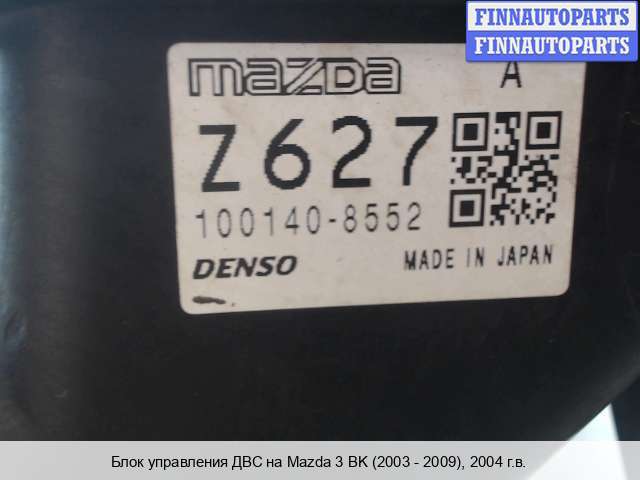 FINNAUTOPARTS
FINNAUTOPARTS
mazda A
Z627
100140-8552
DENSO MADE IN JAPAN
Блок управления ДВС на Mazda 3 BK (2003 - 2009), 2004 г.в.